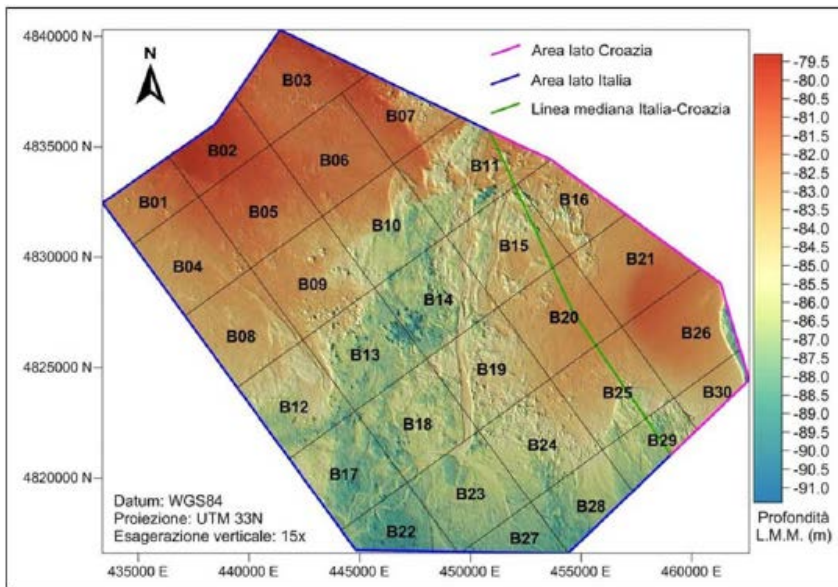 4840000 N
4835000 N
4830000 N
4825000 N
4820000 N
N
Area lato Croazia
Area lato Italia
Linea mediana Italia-Croazia
B03
B07
B02
B06
B11
B01
B05
B10
B16
B04
B09
B15
B21
B08
B14
B20
B26
B13
B19
B25
B30
B12
B18
B24
B29
B17
B23
B28
B22
B27
Datum: WGS84
Proiezione: UTM 33N
Esagerazione verticale: 15x
435000 E
440000 E
445000 E
450000 E
455000 E
460000 E
-79.5
-80.0
-80.5
-81.0
-81.5
-82.0
-82.5
-83.0
-83.5
-84.0
-84.5
-85.0
-85.5
-86.0
-86.5
-87.0
-87.5
-88.0
-88.5
-89.0
-89.5
-90.0
-90.5
-91.0
Profondità
L.M.M. (m)